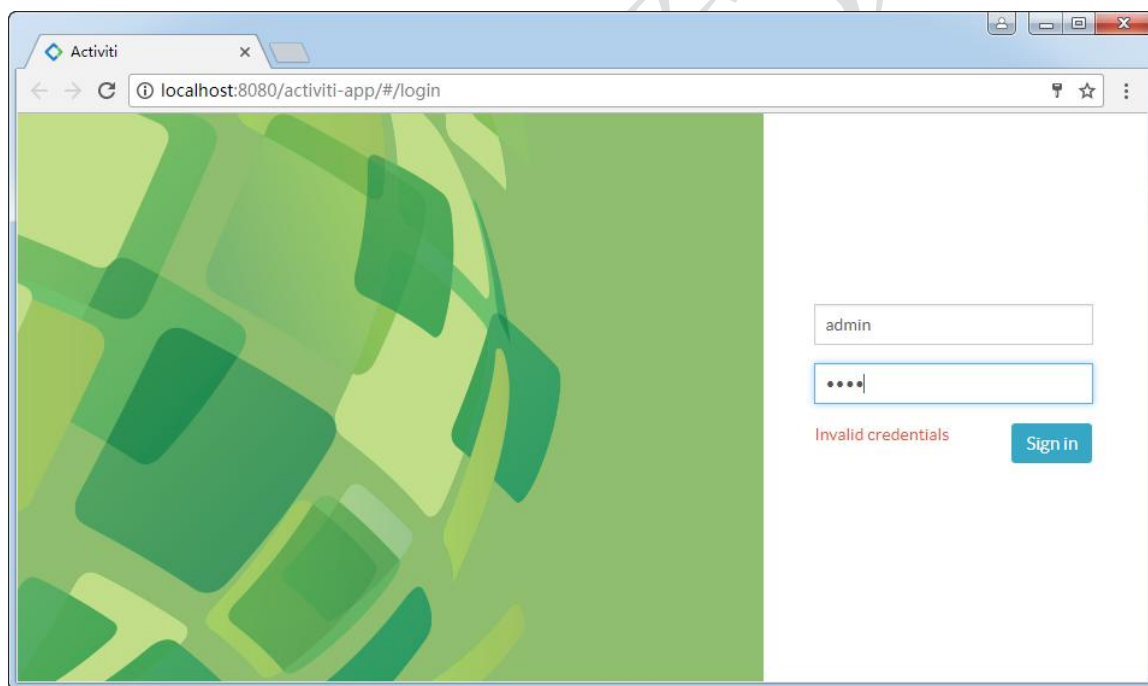 Activiti
localhost:8080/activiti-app/#/login
admin
••••
Invalid credentials
Sign in